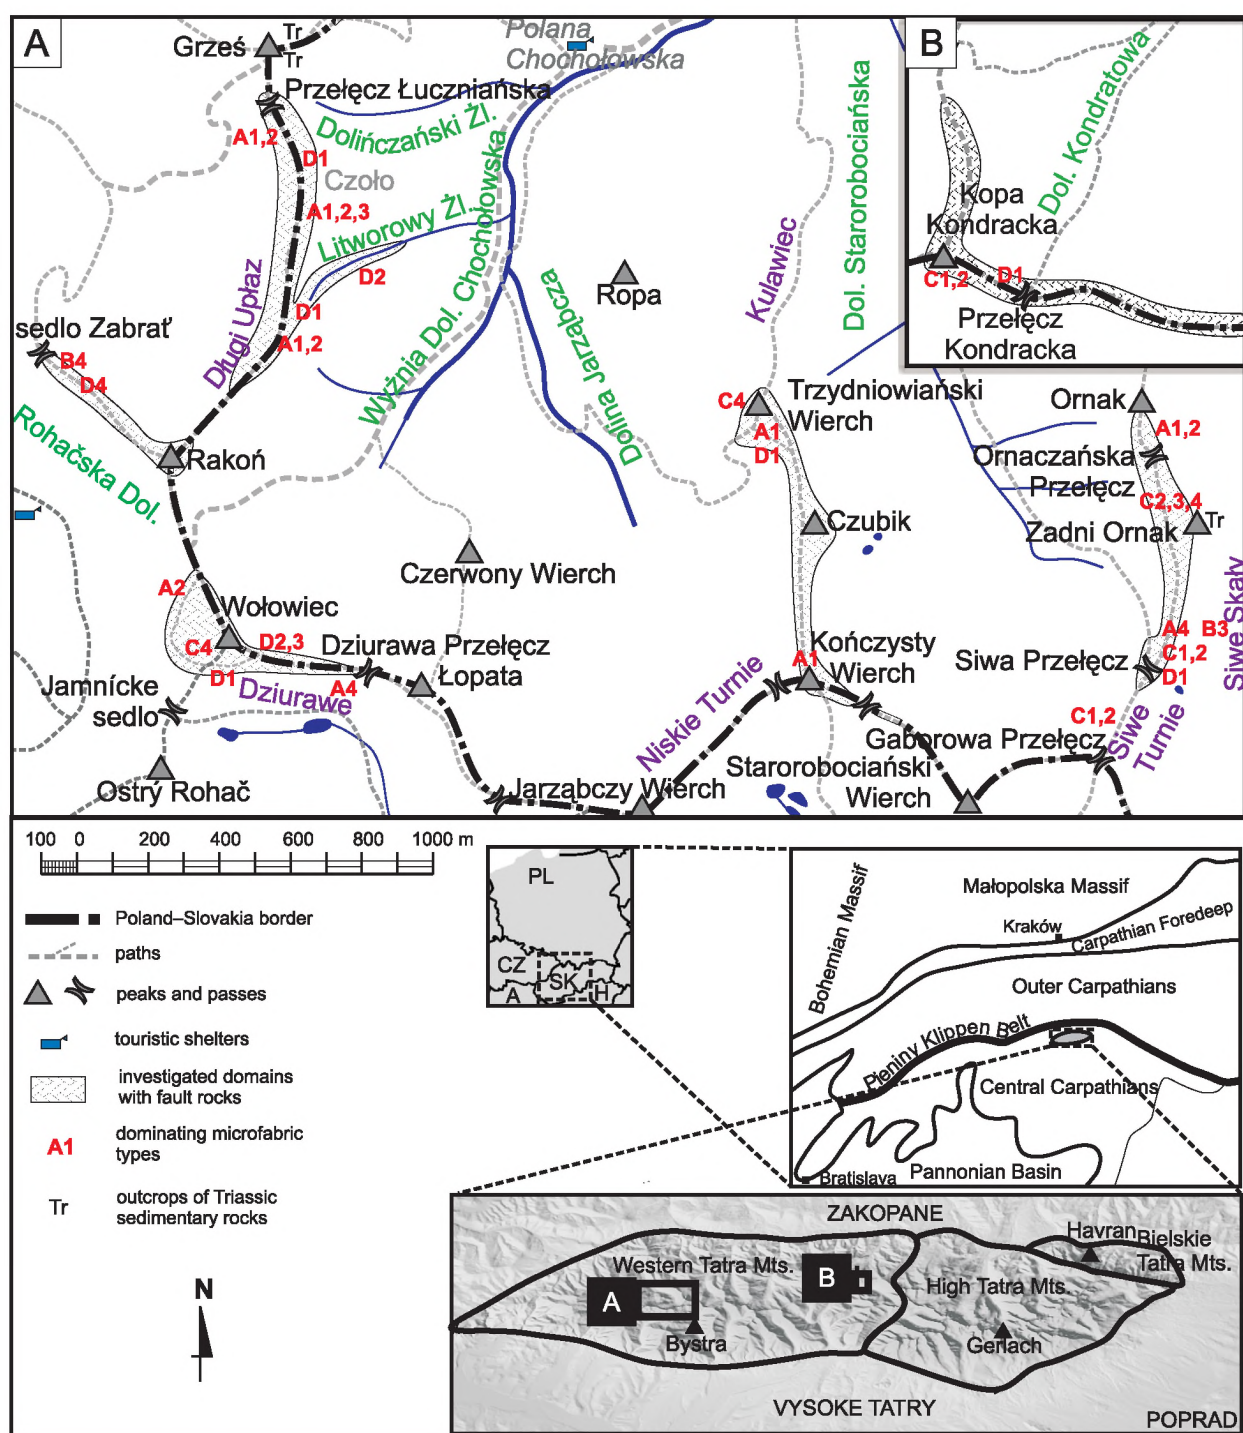 A
Tr
Grześ
Tr
Polana
Chochołowska
B
Przełęcz Łuczniańska
A1,2
Dolińczański Żl.
D1
Czoło
A1,2,3
Litworowy Żl.
D2
D1
A1,2
Długi Upłaz
Wyżnia Dol. Chochołowska
Dolina Jarząbcza
Ropa
Kulawiec
Dol. Starorobociańska
Dol. Kondratowa
Kopa
Kondracka
C1,2
D1
Przełęcz
Kondracka
sedlo Zabrať
B4
D4
Rohačska Dol.
Rakoń
C4
A1
D1
Trzydniowiański
Wierch
Ornak
A1,2
Ornaczańska
Przełęcz
C2,3,4
Tr
Zadni Ornak
Czubik
Czerwony Wierch
A2
Wołowiec
C4
D2,3
D1
Dziurawa Przełęcz
A4
Łopata
Dziurawe
Jamnícke
sedlo
Ostrý Rohač
Kończysty
Wierch
A1
Niskie Turnie
Siwa Przełęcz
A4
B3
C1,2
D1
Siwe Skały
C1,2
Siwe
Turnie
Gaborowa Przełęcz
Starorobociański
Wierch
Jarząbczy Wierch
100 0 200 400 600 800 1000 m
Poland–Slovakia border
paths
peaks and passes
touristic shelters
investigated domains
with fault rocks
A1
dominating microfabric
types
Tr
outcrops of Triassic
sedimentary rocks
N
PL
CZ
SK
A
H
Bohemian Massif
Małopolska Massif
Kraków
Carpathian Foredeep
Outer Carpathians
Pieniny Klippen Belt
Central Carpathians
Pannonian Basin
Bratislava
ZAKOPANE
Havran
Bielskie
Tatra Mts.
Western Tatra Mts.
B
High Tatra Mts.
A
Bystra
Gerlach
VYSOKE TATRY
POPRAD